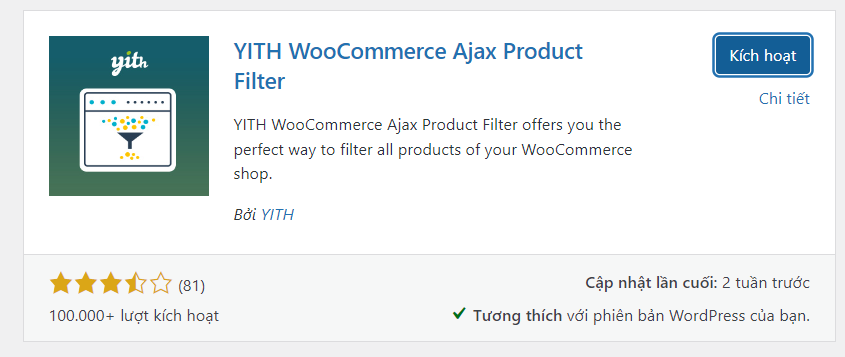 yith
YITH WooCommerce Ajax Product
Filter
Kích hoạt
Chi tiết
YITH WooCommerce Ajax Product Filter offers you the
perfect way to filter all products of your WooCommerce
shop.
Bởi YITH
(81)
Cập nhật lần cuối: 2 tuần trước
100.000+ lượt kích hoạt
Tương thích với phiên bản WordPress của bạn.